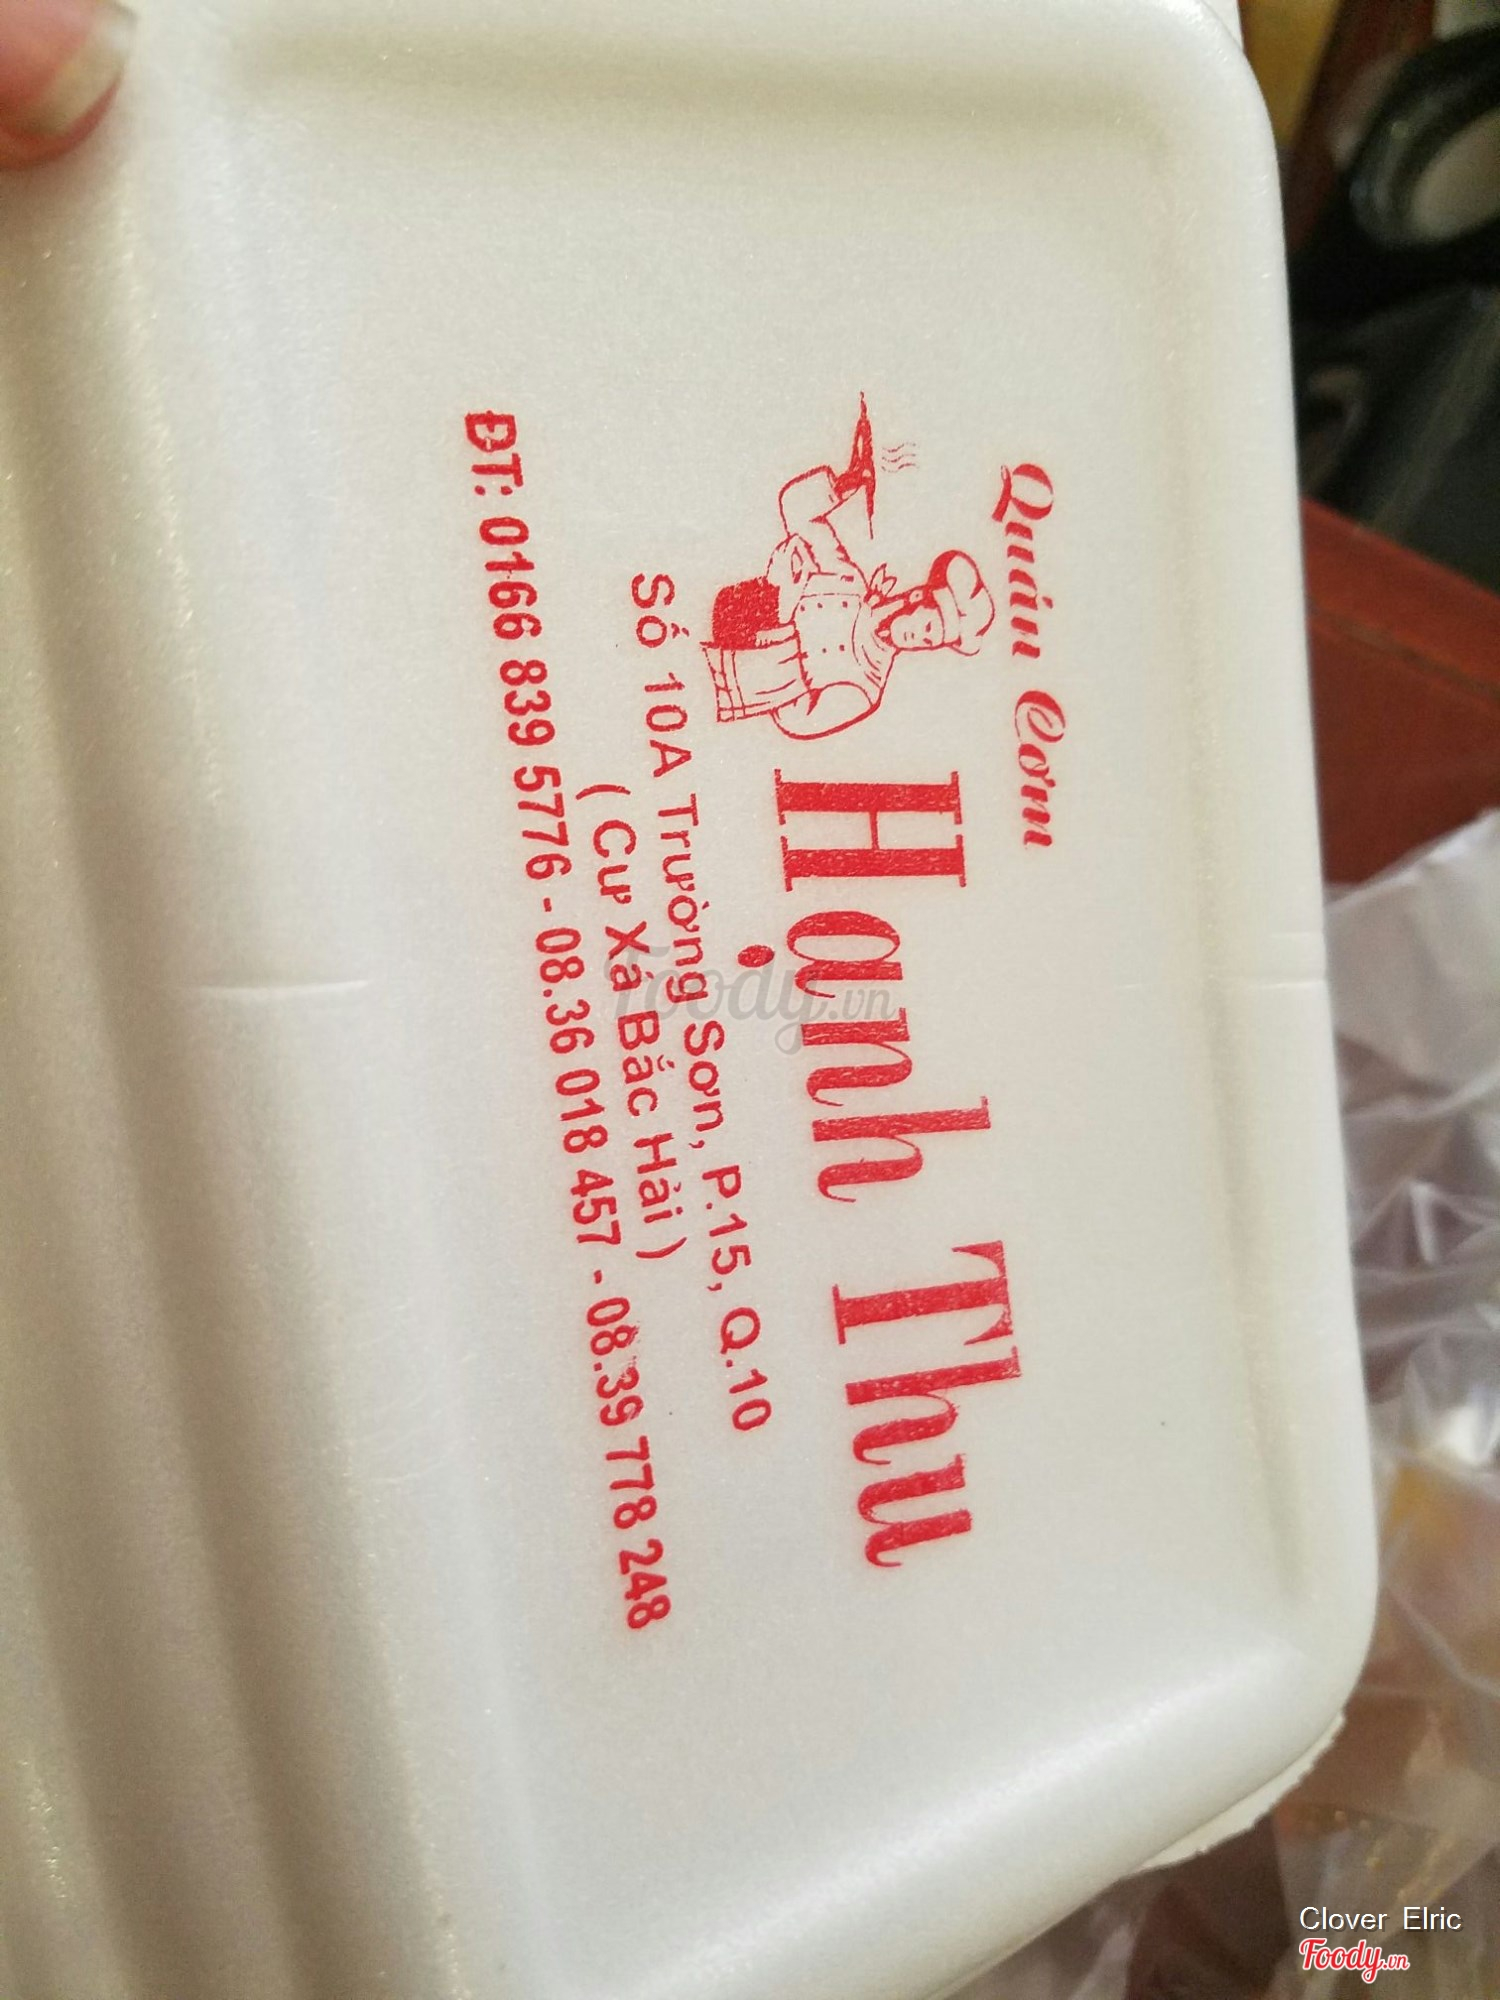 Quán Cơm
Hạnh Thu
Số 10A Trường Sơn, P.15, Q.10
( Cư Xá Bắc Hải )
ĐT: 0166 839 5776 - 08.36 018 457 - 08.39 778 248
Foody.vn
Clover Elric
Foody.vn